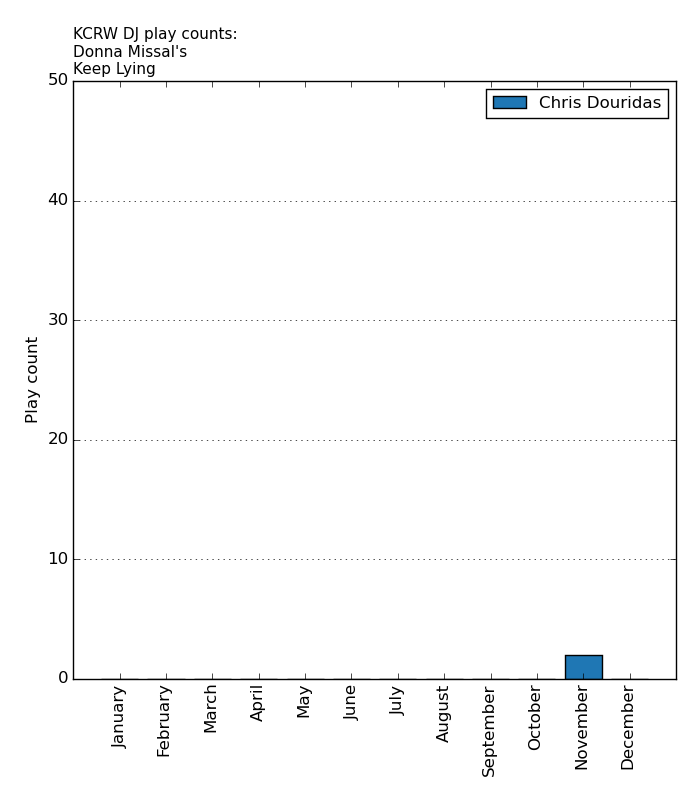 KCRW DJ play counts:
Donna Missal's
Keep Lying
Chris Douridas
Play count
50
40
30
20
10
0
January
February
March
April
May
June
July
August
September
October
November
December